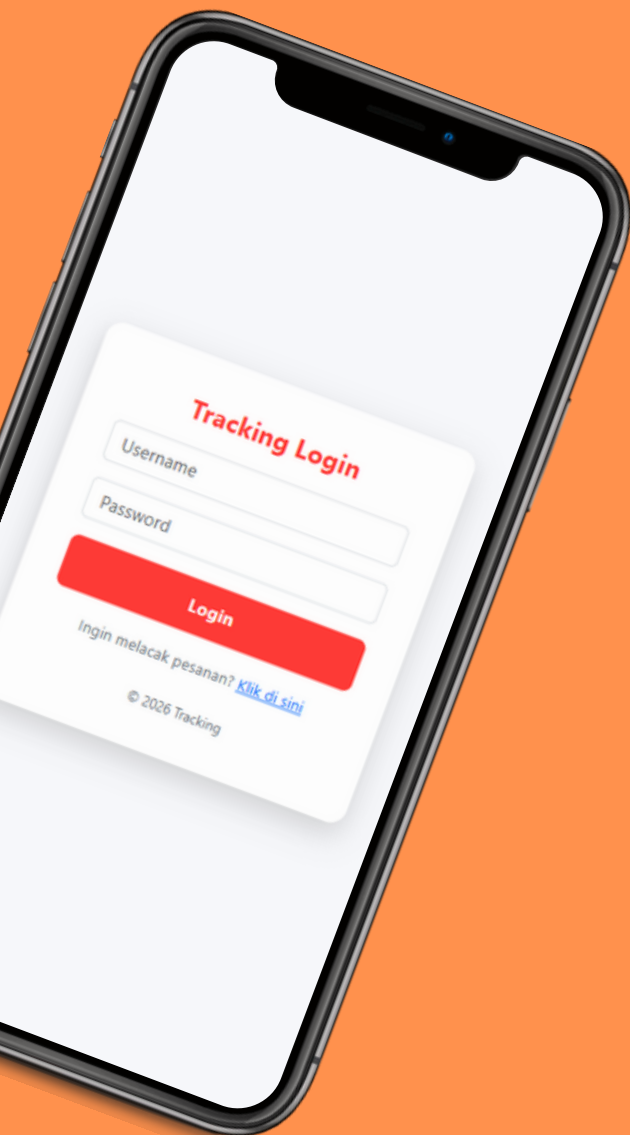 Tracking Login
Username
Password
Login
Ingin melacak pesanan? Klik di sini
© 2026 Tracking